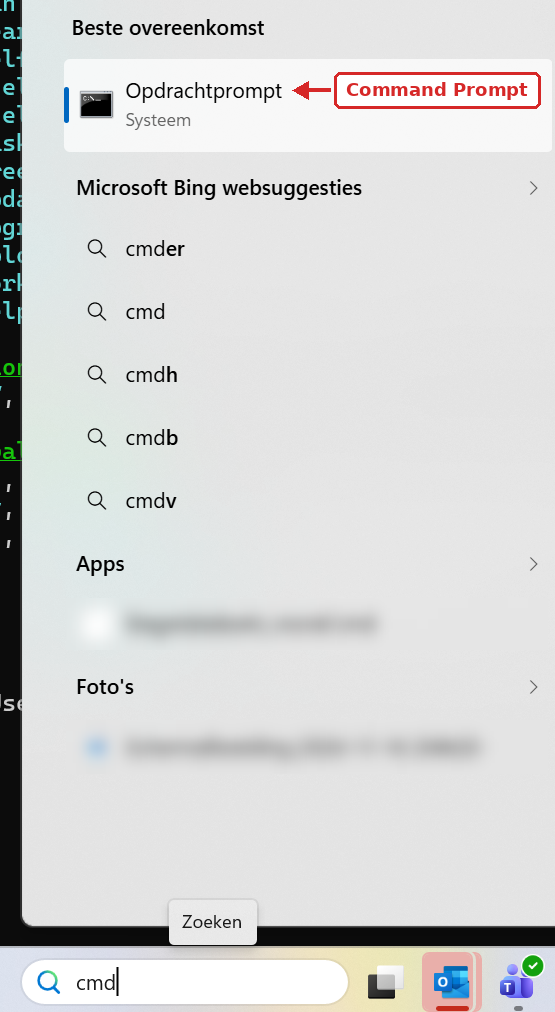 Beste overeenkomst
Opdrachtprompt
Command Prompt
Systeem
Microsoft Bing websuggesties
cmder
cmd
cmdh
cmdb
cmdv
Apps
Foto's
Zoeken
cmd